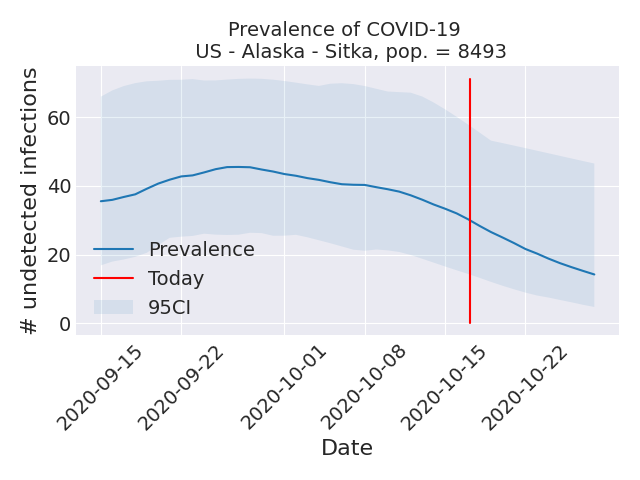 Prevalence of COVID-19
US - Alaska - Sitka, pop. = 8493
# undetected infections
60
40
20
0
Prevalence
Today
95CI
2020-09-15
2020-09-22
2020-10-01
2020-10-08
2020-10-15
2020-10-22
Date